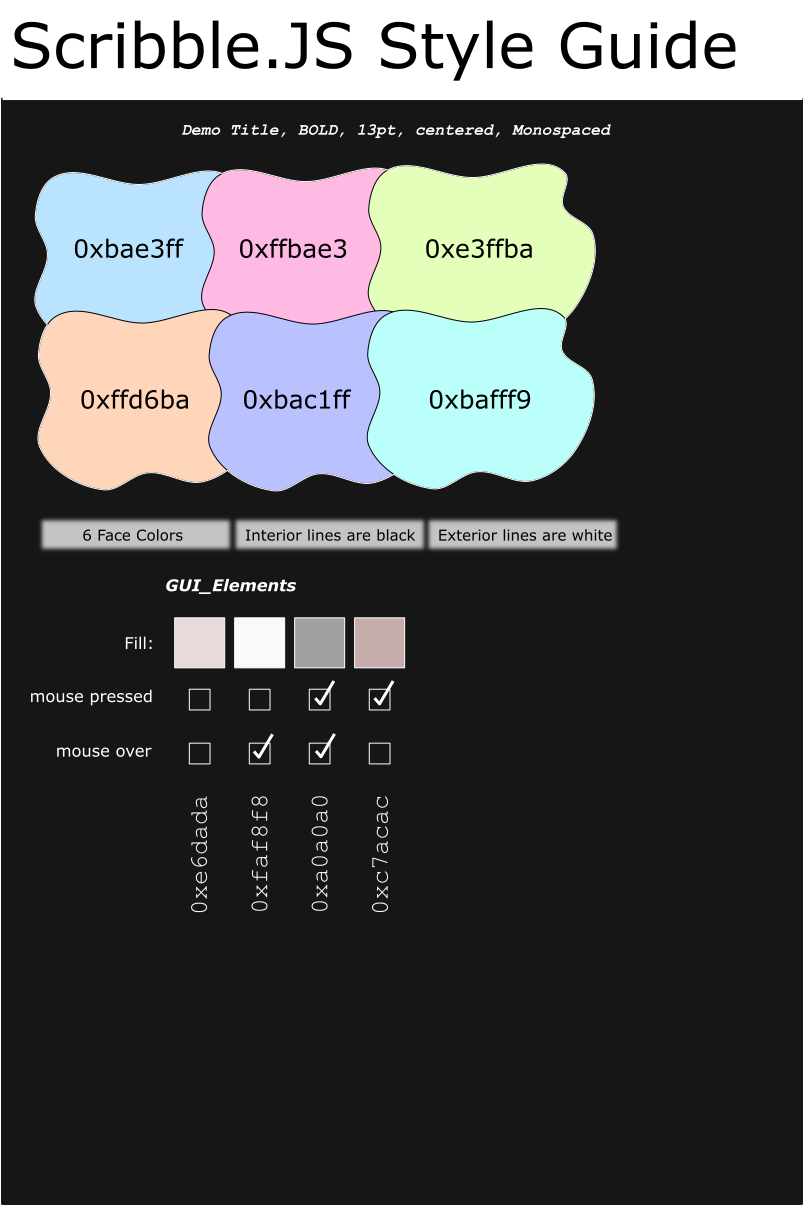 Scribble.JS Style Guide
Demo Title, BOLD, 13pt, centered, Monospaced
0xbae3ff 0xffbae3 0xe3ffba
0xffd6ba 0xbac1ff 0xbafff9
6 Face Colors Interior lines are black Exterior lines are white
GUI_Elements
Fill:
mouse pressed
mouse over
0xe6dada
0xfaf8f8
0xa0a0a0
0xc7acac